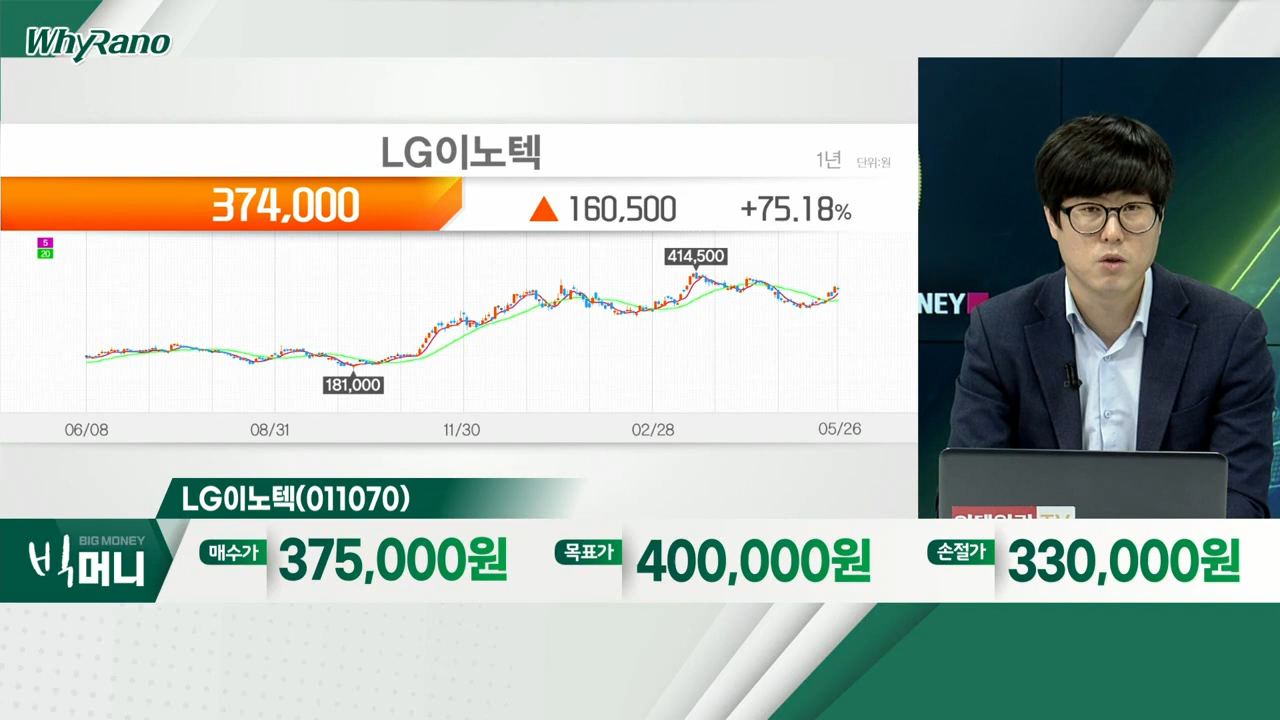 WhyRano
LG이노텍
1년 단위:원
374,000 ▲ 160,500 +75.18%
5
20
414,500
181,000
06/08 08/31 11/30 02/28 05/26
NEY
LG이노텍(011070)
빅머니 BIG MONEY
매수가 375,000원 목표가 400,000원 손절가 330,000원